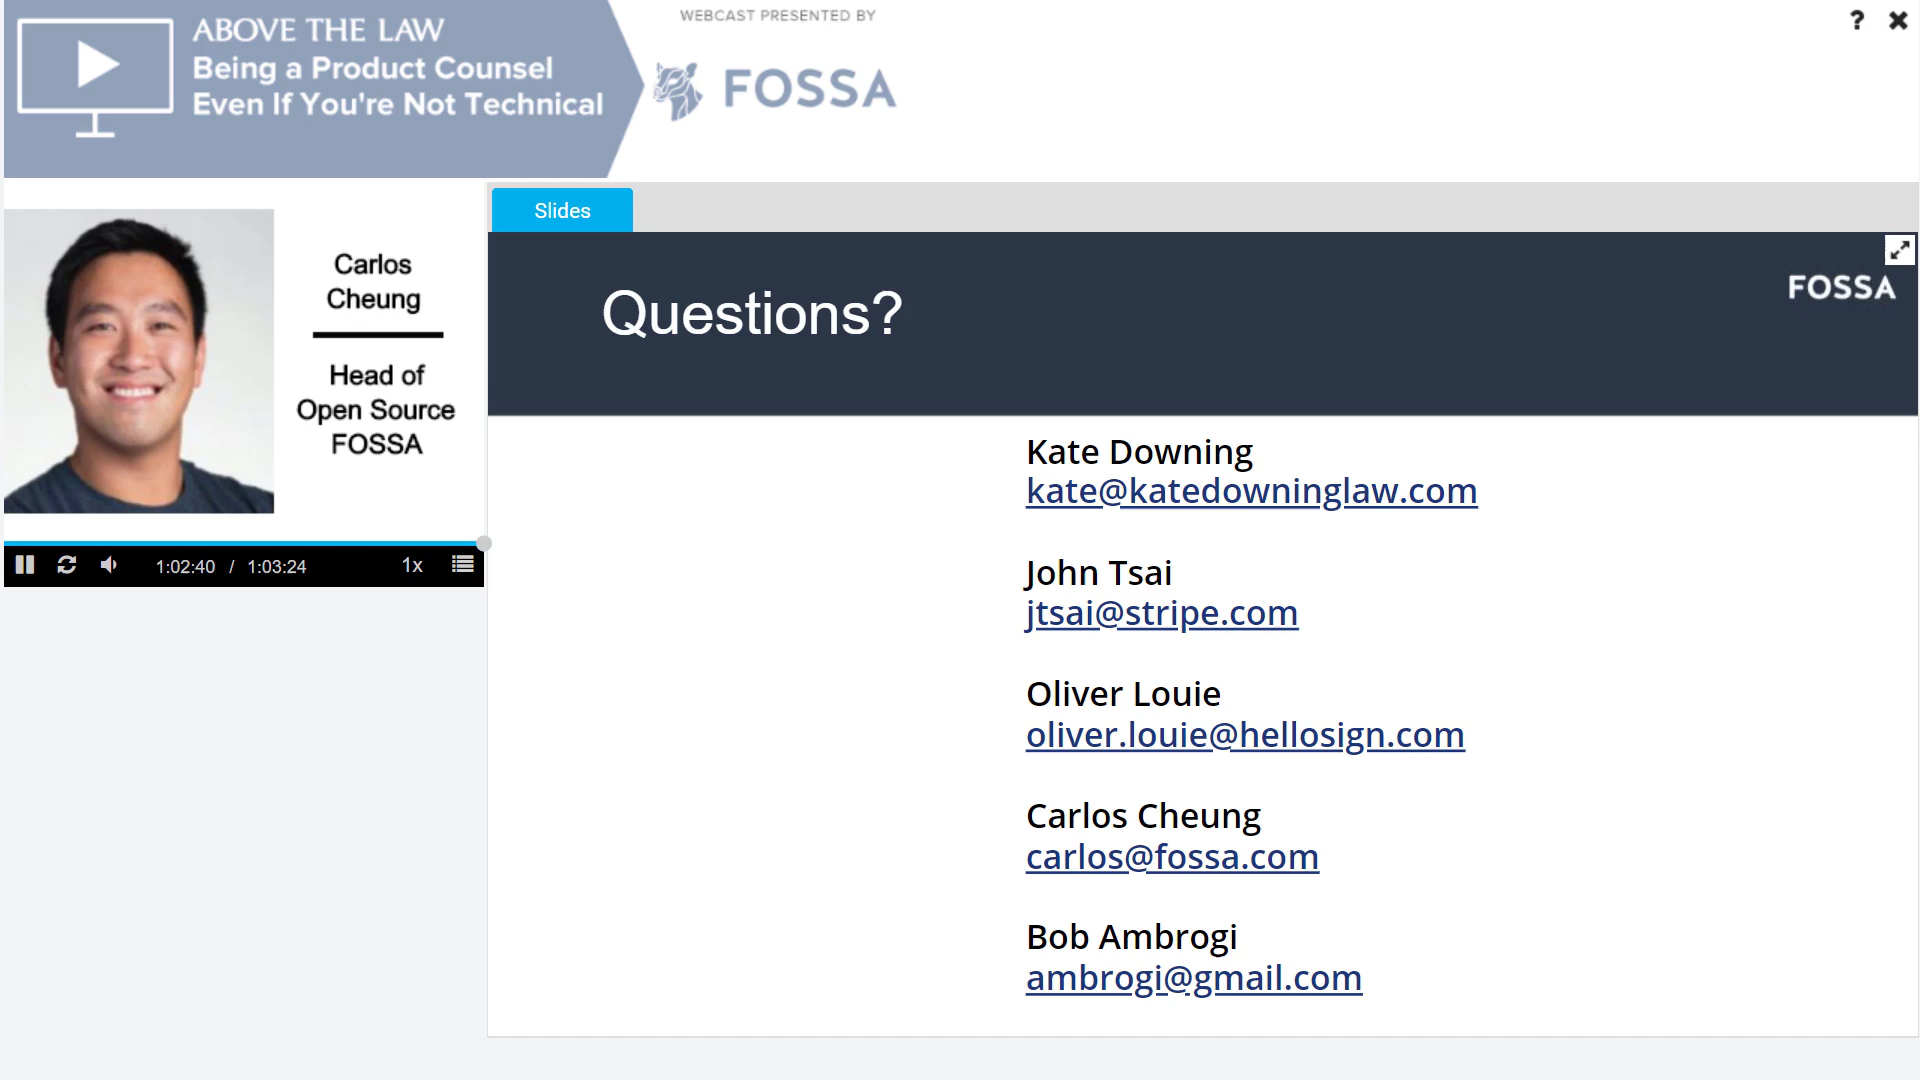 ABOVE THE LAW
Being a Product Counsel
Even If You're Not Technical
WEBCAST PRESENTED BY
FOSSA
? ✖
Carlos
Cheung
Head of
Open Source
FOSSA
1:02:40 / 1:03:24 1x
Slides
Questions?
FOSSA
Kate Downing
kate@katedowninglaw.com
John Tsai
jtsai@stripe.com
Oliver Louie
oliver.louie@hellosign.com
Carlos Cheung
carlos@fossa.com
Bob Ambrogi
ambrogi@gmail.com